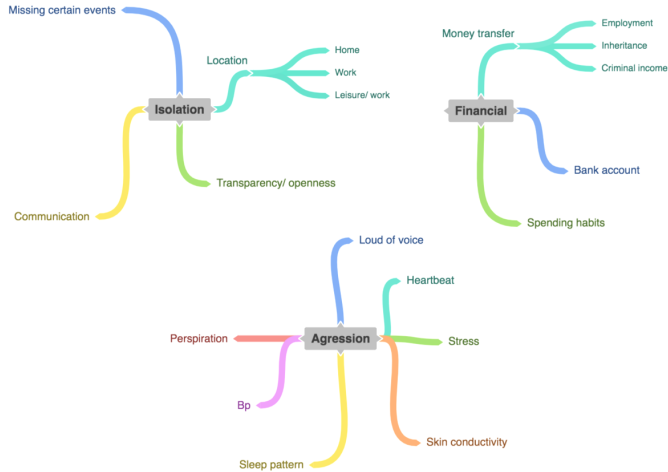 Missing certain events
Location
Home
Work
Leisure/ work
Isolation
Transparency/ openness
Communication
Money transfer
Employment
Inheritance
Criminal income
Financial
Bank account
Spending habits
Loud of voice
Heartbeat
Perspiration
Agression
Stress
Bp
Skin conductivity
Sleep pattern